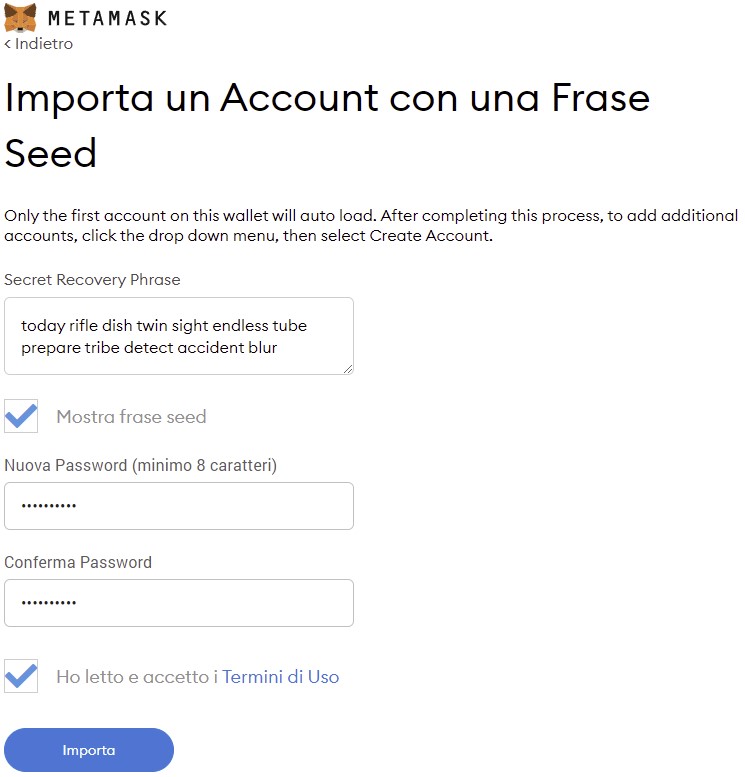 METAMASK
< Indietro
Importa un Account con una Frase
Seed
Only the first account on this wallet will auto load. After completing this process, to add additional
accounts, click the drop down menu, then select Create Account.
Secret Recovery Phrase
today rifle dish twin sight endless tube
prepare tribe detect accident blur
Mostra frase seed
Nuova Password (minimo 8 caratteri)
••••••••••
Conferma Password
••••••••••
Ho letto e accetto i Termini di Uso
Importa